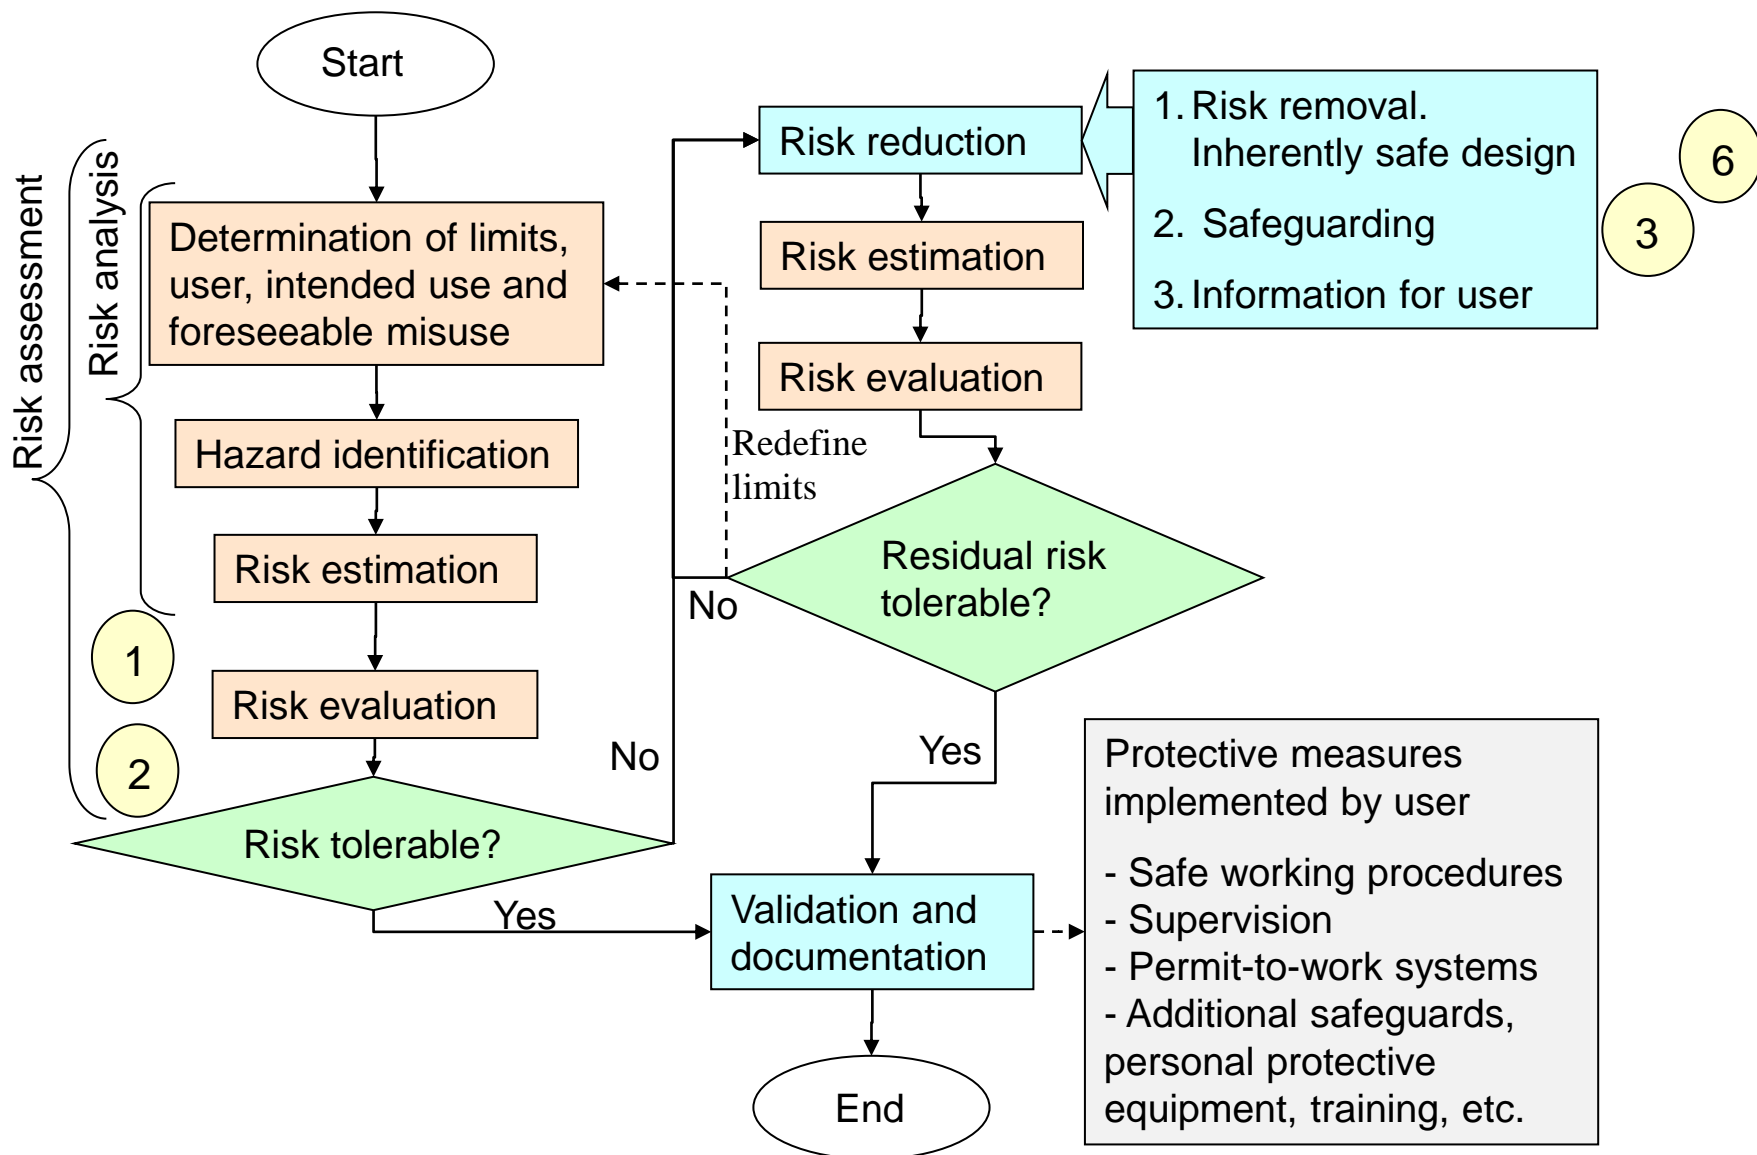 Start
Risk assessment
Risk analysis
Determination of limits,
user, intended use and
foreseeable misuse
Hazard identification
Risk estimation
1
Risk evaluation
2
Risk tolerable?
No
Yes
Risk reduction
1. Risk removal.
Inherently safe design
6
2. Safeguarding
3
3. Information for user
Risk estimation
Risk evaluation
Redefine
limits
Residual risk
tolerable?
No
Yes
Validation and
documentation
End
Protective measures
implemented by user
- Safe working procedures
- Supervision
- Permit-to-work systems
- Additional safeguards,
personal protective
equipment, training, etc.